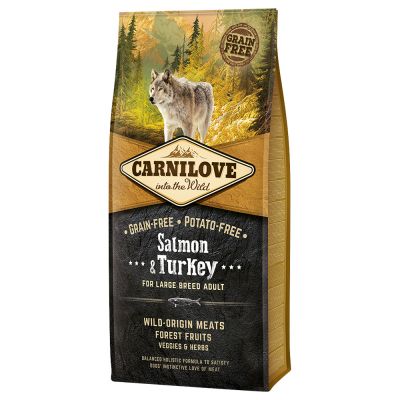 GRAIN
FREE
CARNILOVE
into the Wild
GRAIN-FREE • POTATO-FREE
Salmon
& Turkey
FOR LARGE BREED ADULT
WILD-ORIGIN MEATS
FOREST FRUITS
VEGGIES & HERBS
BALANCED HOLISTIC FORMULA TO SATISFY
DOGS' INSTINCTIVE LOVE OF MEAT